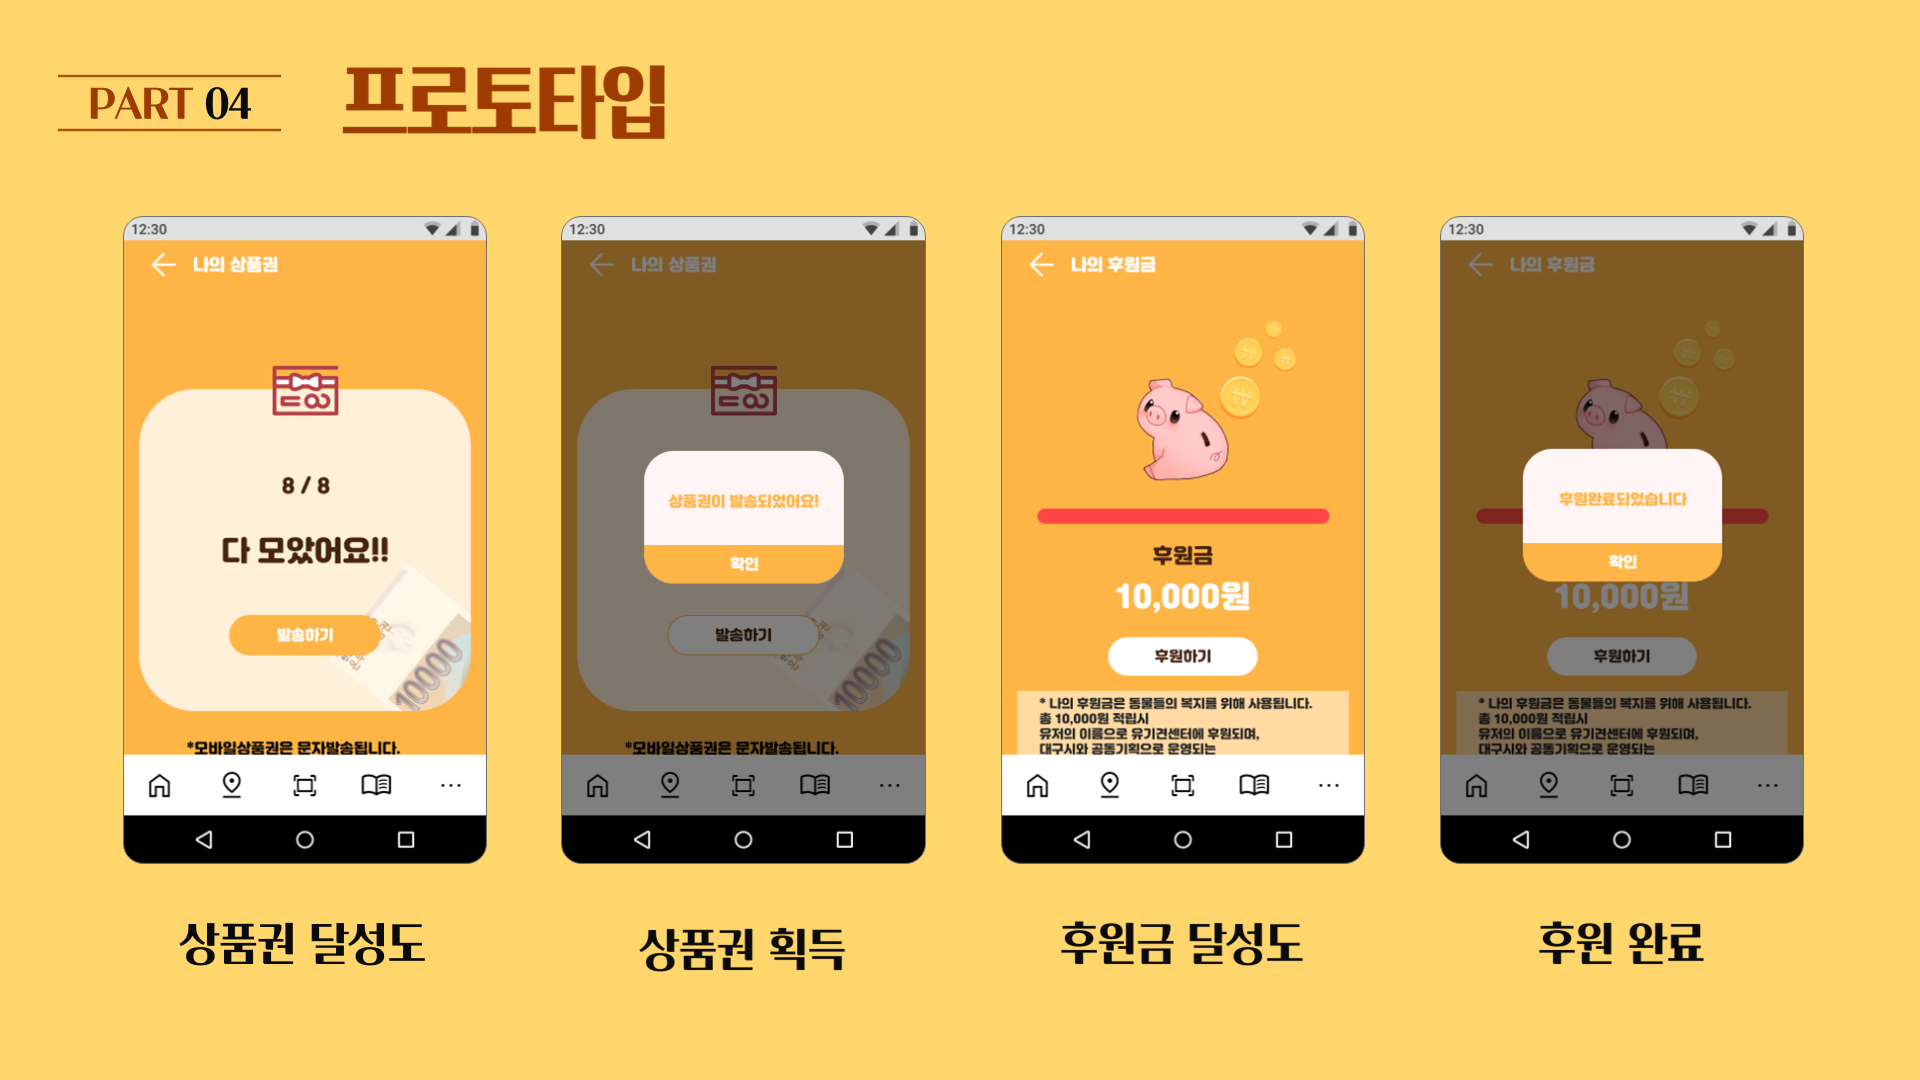 PART 04
프로토타입
12:30
나의 상품권
8 / 8
다 모았어요!!
발송하기
10000
*모바일상품권은 문자발송됩니다.
상품권 달성도
12:30
나의 상품권
상품권이 발송되었어요!
확인
발송하기
10000
*모바일상품권은 문자발송됩니다.
상품권 획득
12:30
나의 후원금
후원금
10,000원
후원하기
* 나의 후원금은 동물들의 복지를 위해 사용됩니다.
총 10,000원 적립시
유저의 이름으로 유기견센터에 후원되며,
대구시와 공동기획으로 운영되는
후원금 달성도
12:30
나의 후원금
후원완료되었습니다
확인
10,000원
후원하기
* 나의 후원금은 동물들의 복지를 위해 사용됩니다.
총 10,000원 적립시
유저의 이름으로 유기견센터에 후원되며,
대구시와 공동기획으로 운영되는
후원 완료